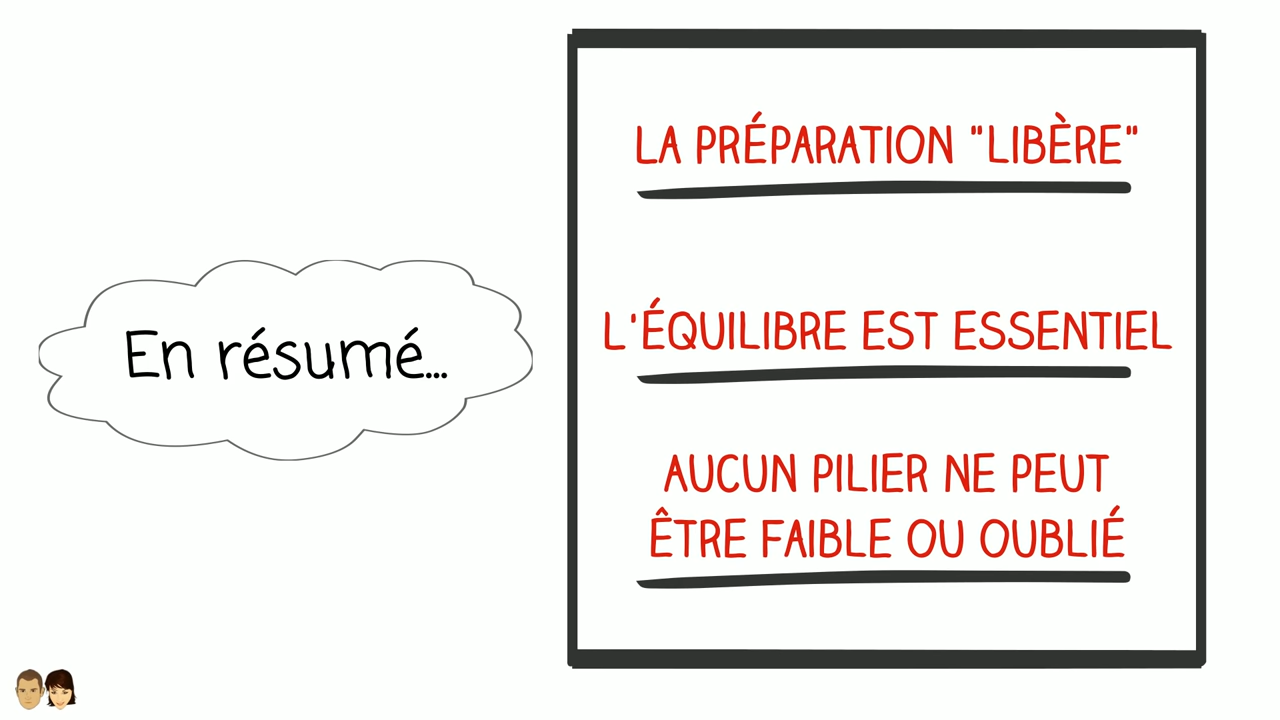 En résumé...
LA PRÉPARATION "LIBÈRE"
L'ÉQUILIBRE EST ESSENTIEL
AUCUN PILIER NE PEUT
ÊTRE FAIBLE OU OUBLIÉ